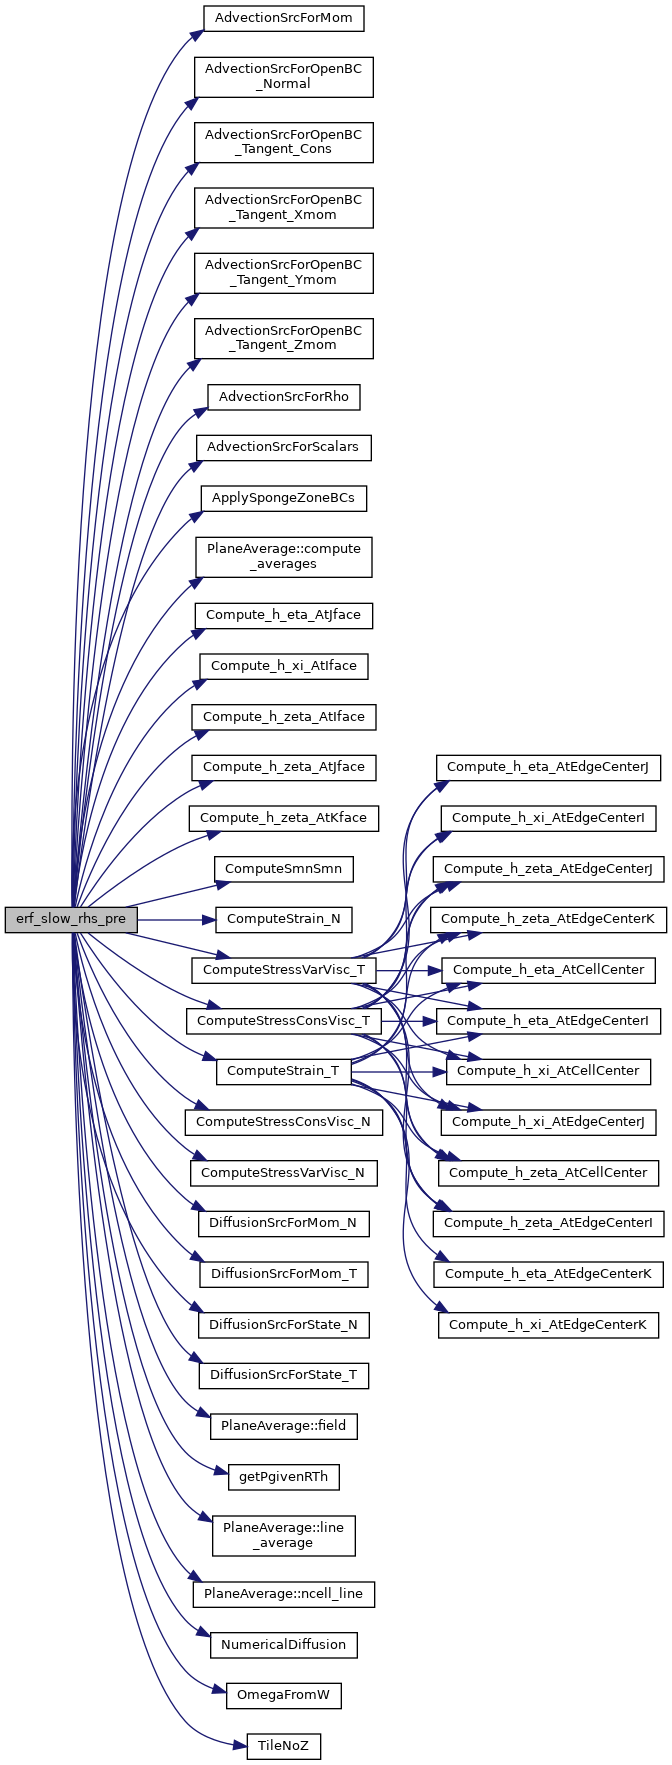 AdvectionSrcForMom
AdvectionSrcForOpenBC
_Normal
AdvectionSrcForOpenBC
_Tangent_Cons
AdvectionSrcForOpenBC
_Tangent_Xmom
AdvectionSrcForOpenBC
_Tangent_Ymom
AdvectionSrcForOpenBC
_Tangent_Zmom
AdvectionSrcForRho
AdvectionSrcForScalars
ApplySpongeZoneBCs
PlaneAverage::compute
_averages
Compute_h_eta_AtJface
Compute_h_xi_AtIface
Compute_h_zeta_AtIface
Compute_h_zeta_AtJface
Compute_h_zeta_AtKface
ComputeSmnSmn
erf_slow_rhs_pre
ComputeStrain_N
ComputeStressVarVisc_T
ComputeStressConsVisc_T
ComputeStrain_T
ComputeStressConsVisc_N
ComputeStressVarVisc_N
DiffusionSrcForMom_N
DiffusionSrcForMom_T
DiffusionSrcForState_N
DiffusionSrcForState_T
PlaneAverage::field
getPgivenRTh
PlaneAverage::line
_average
PlaneAverage::ncell_line
NumericalDiffusion
OmegaFromW
TileNoZ
Compute_h_eta_AtEdgeCenterJ
Compute_h_xi_AtEdgeCenterI
Compute_h_zeta_AtEdgeCenterJ
Compute_h_zeta_AtEdgeCenterK
Compute_h_eta_AtCellCenter
Compute_h_eta_AtEdgeCenterI
Compute_h_xi_AtCellCenter
Compute_h_xi_AtEdgeCenterJ
Compute_h_zeta_AtCellCenter
Compute_h_zeta_AtEdgeCenterI
Compute_h_eta_AtEdgeCenterK
Compute_h_xi_AtEdgeCenterK